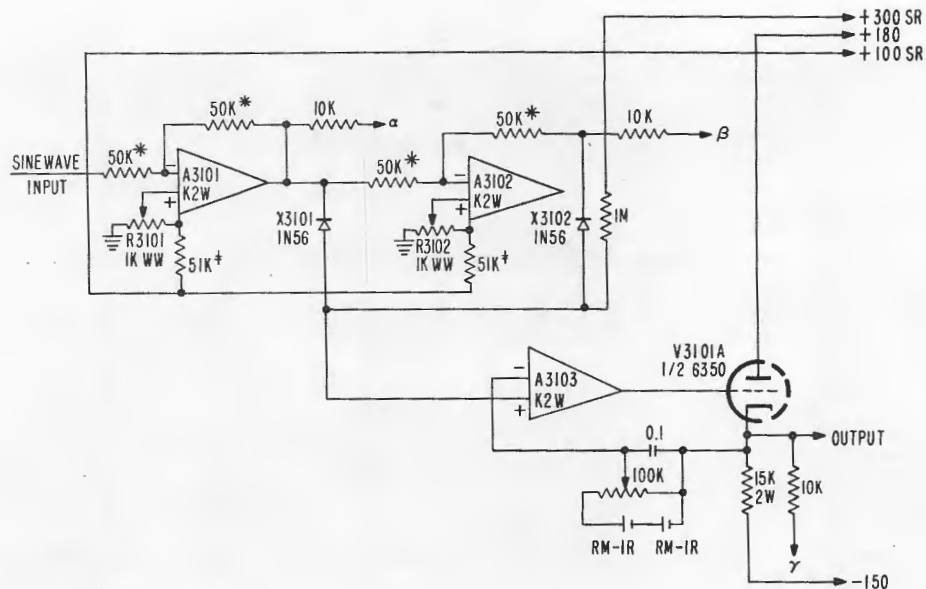 +300 SR
+180
+100 SR
50K*
10K
α
50K*
10K
β
SINEWAVE
INPUT
50K*
−
A3101
K2W
+
R3101
1K WW
51K‡
X3101
1N56
50K*
−
A3102
K2W
+
R3102
1K WW
51K‡
X3102
1N56
1M
−
A3103
K2W
+
V3101A
1/2 6350
OUTPUT
0.1
100K
RM-1R
RM-1R
15K
2W
10K
γ
-150